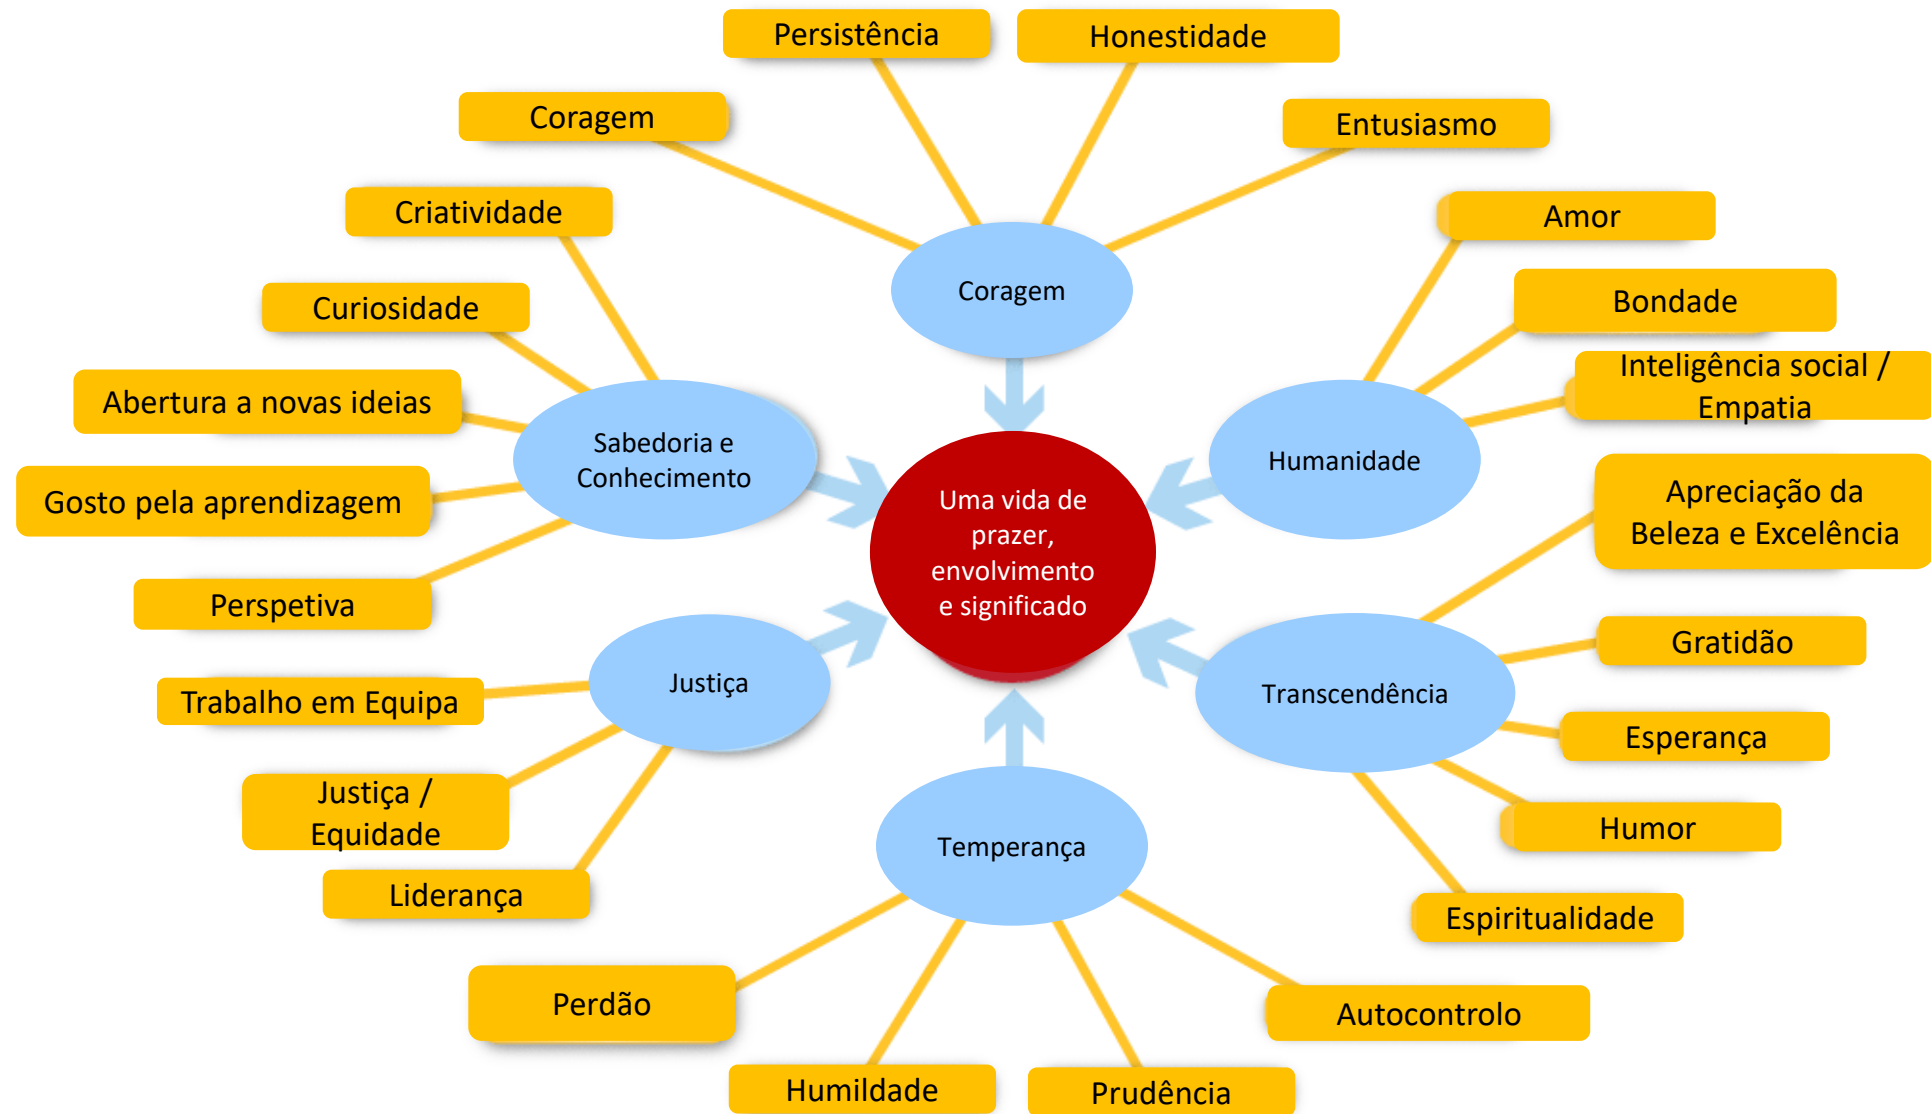 Persistência
Honestidade
Coragem
Entusiasmo
Criatividade
Amor
Curiosidade
Coragem
Bondade
Abertura a novas ideias
Inteligência social /
Empatia
Sabedoria e
Conhecimento
Humanidade
Gosto pela aprendizagem
Uma vida de
prazer,
envolvimento
e significado
Apreciação da
Beleza e Excelência
Perspetiva
Gratidão
Justiça
Transcendência
Trabalho em Equipa
Esperança
Justiça /
Equidade
Humor
Temperança
Liderança
Espiritualidade
Perdão
Autocontrolo
Humildade
Prudência